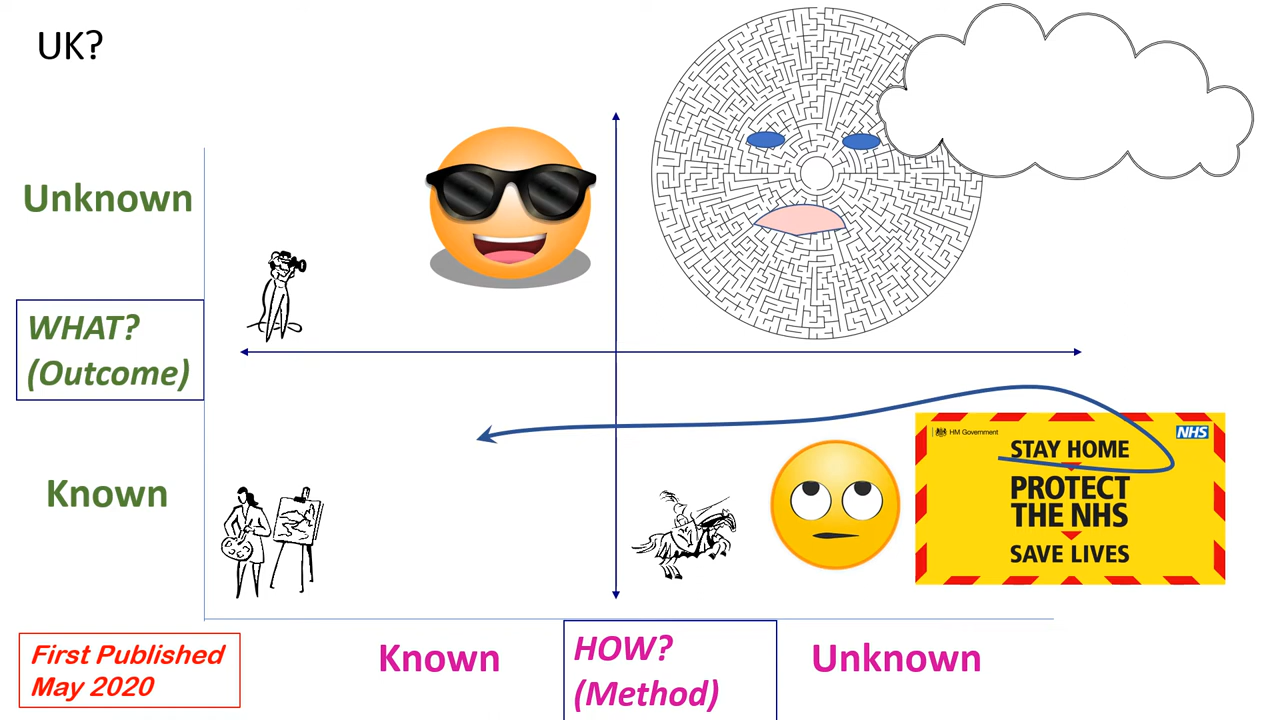 UK?
Unknown
WHAT?
(Outcome)
Known
HM Government
NHS
STAY HOME
PROTECT
THE NHS
SAVE LIVES
First Published
May 2020
Known
HOW?
(Method)
Unknown